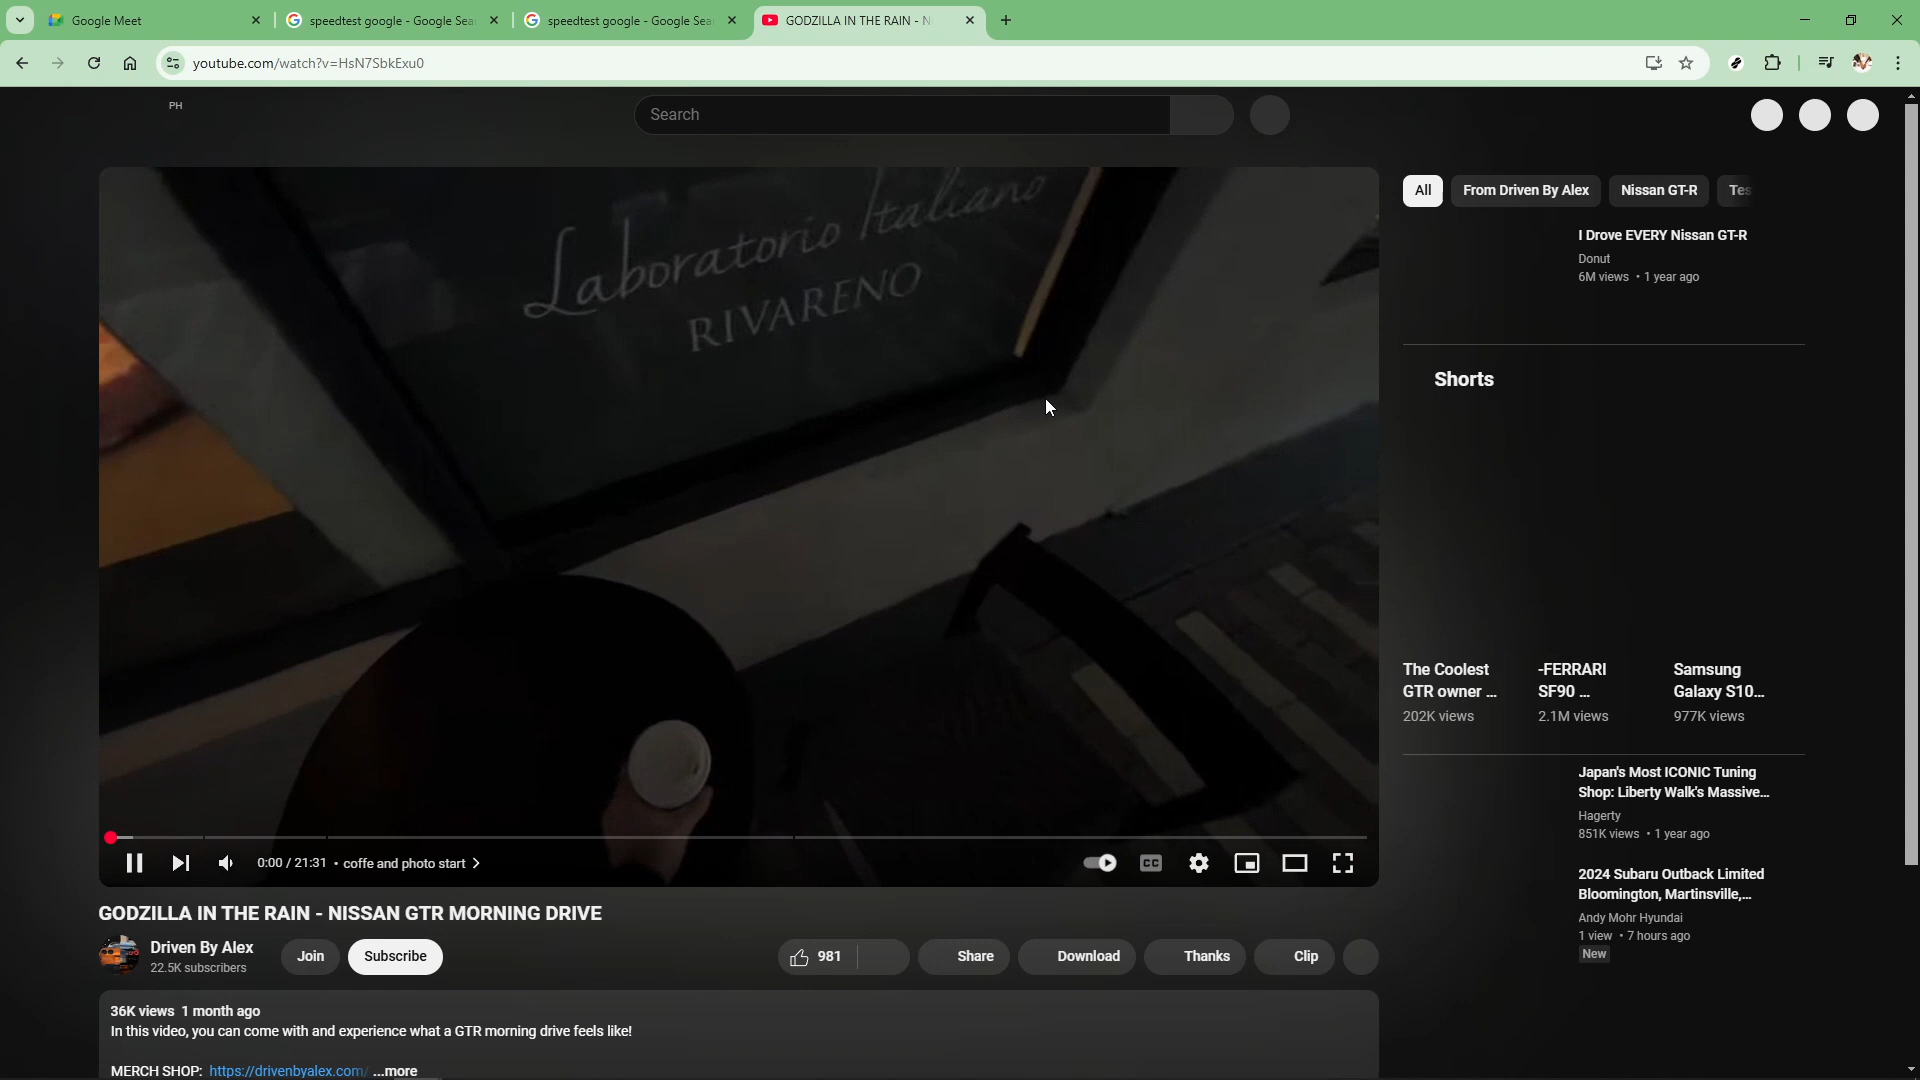 Google Meet
speedtest google - Google Sea
speedtest google - Google Sea
GODZILLA IN THE RAIN - N
youtube.com/watch?v=HsN7SbkExu0
PH
Search
Laboratorio Italiano
RIVARENO
0:00 / 21:31 • coffe and photo start
CC
GODZILLA IN THE RAIN - NISSAN GTR MORNING DRIVE
Driven By Alex
22.5K subscribers
Join
Subscribe
981
Share
Download
Thanks
Clip
36K views 1 month ago
In this video, you can come with and experience what a GTR morning drive feels like!
MERCH SHOP: https://drivenbyalex.com/ ...more
All
From Driven By Alex
Nissan GT-R
Tes
I Drove EVERY Nissan GT-R
Donut
6M views • 1 year ago
Shorts
The Coolest
GTR owner ...
202K views
-FERRARI
SF90 ...
2.1M views
Samsung
Galaxy S10...
977K views
Japan's Most ICONIC Tuning
Shop: Liberty Walk's Massive...
Hagerty
851K views • 1 year ago
2024 Subaru Outback Limited
Bloomington, Martinsville,...
Andy Mohr Hyundai
1 view • 7 hours ago
New